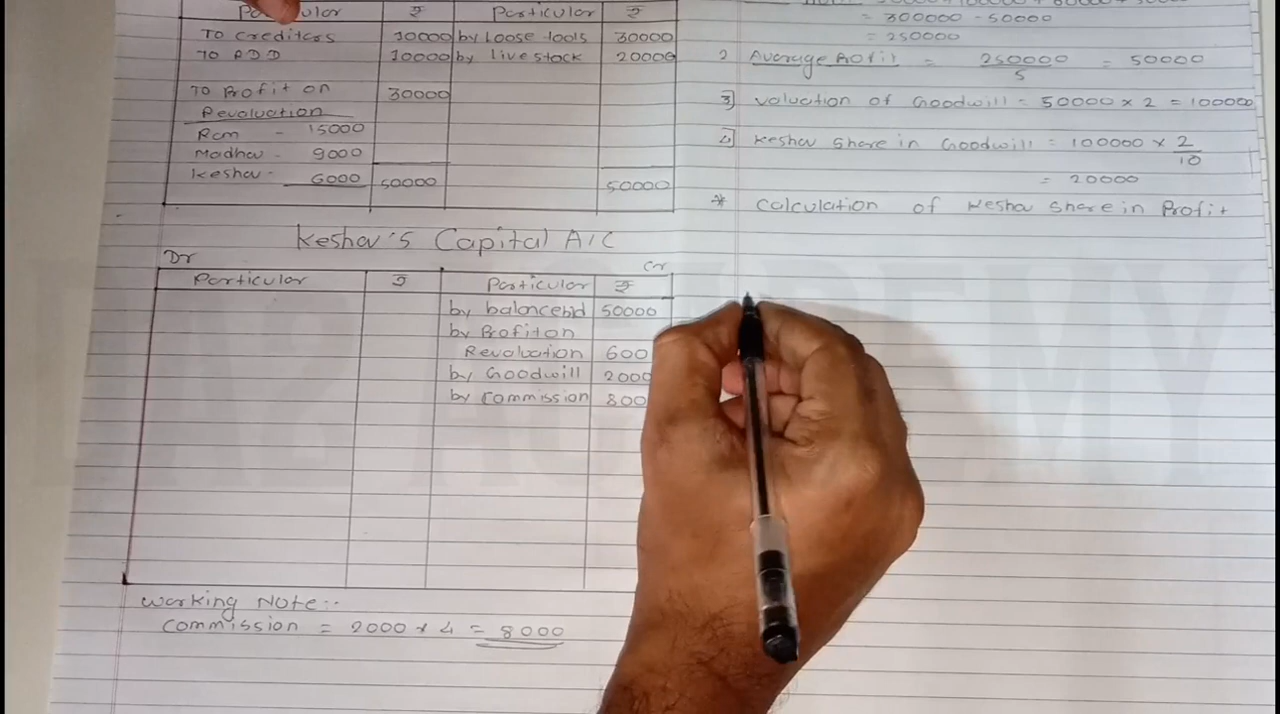 Particular ₹ Particular ₹
To Creditors 10000 by Loose tools 30000
To RDD 10000 by live stock 20000
To Profit on 30000
Revaluation
Ram - 15000
Madhav - 9000
Keshav - 6000 50000 50000
Keshav's Capital A/C
Dr Cr
Particular ₹ Particular ₹
by balance b/d 50000
by Profit on
Revaluation 600
by Goodwill 2000
by Commission 800
Working Note:-
Commission = 2000 × 4 = 8000
= 300000 - 50000
= 250000
2 Average Profit = 250000 / 5 = 50000
3] Valuation of Goodwill = 50000 × 2 = 100000
4] Keshav Share in Goodwill = 100000 × 2 / 10
= 20000
* Calculation of Keshav Share in Profit
ACADEMY